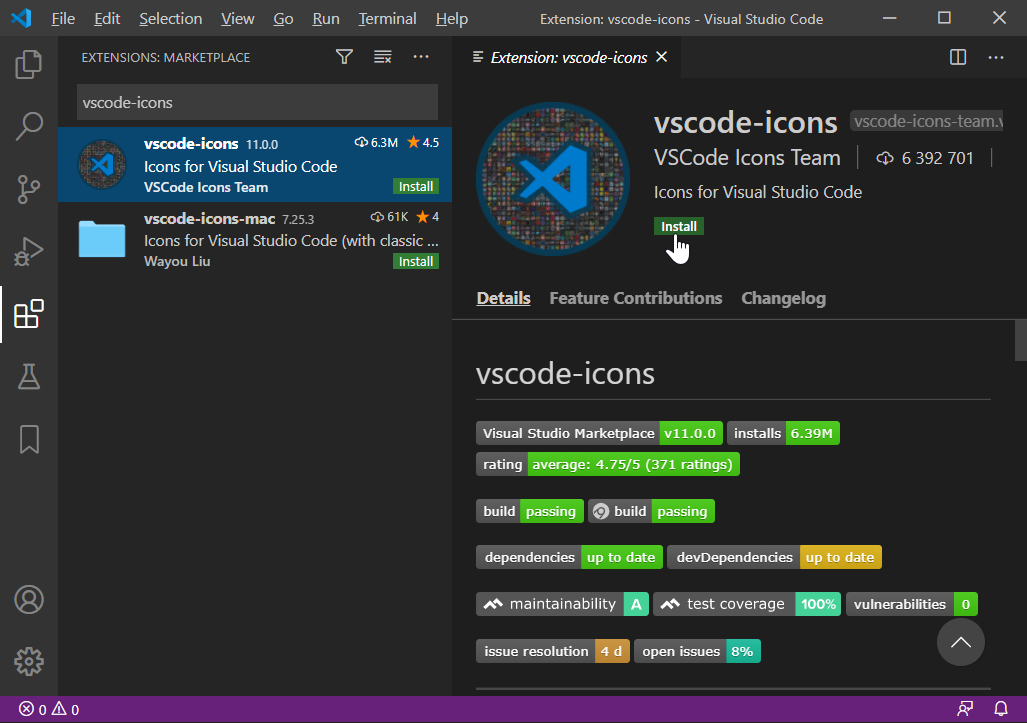 File Edit Selection View Go Run Terminal Help Extension: vscode-icons - Visual Studio Code
EXTENSIONS: MARKETPLACE
vscode-icons
vscode-icons 11.0.0 6.3M 4.5
Icons for Visual Studio Code
VSCode Icons Team Install
vscode-icons-mac 7.25.3 61K 4
Icons for Visual Studio Code (with classic ...
Wayou Liu Install
Extension: vscode-icons
vscode-icons vscode-icons-team.v
VSCode Icons Team 6 392 701
Icons for Visual Studio Code
Install
Details Feature Contributions Changelog
vscode-icons
Visual Studio Marketplace v11.0.0 installs 6.39M
rating average: 4.75/5 (371 ratings)
build passing build passing
dependencies up to date devDependencies up to date
maintainability A test coverage 100% vulnerabilities 0
issue resolution 4 d open issues 8%
0 0